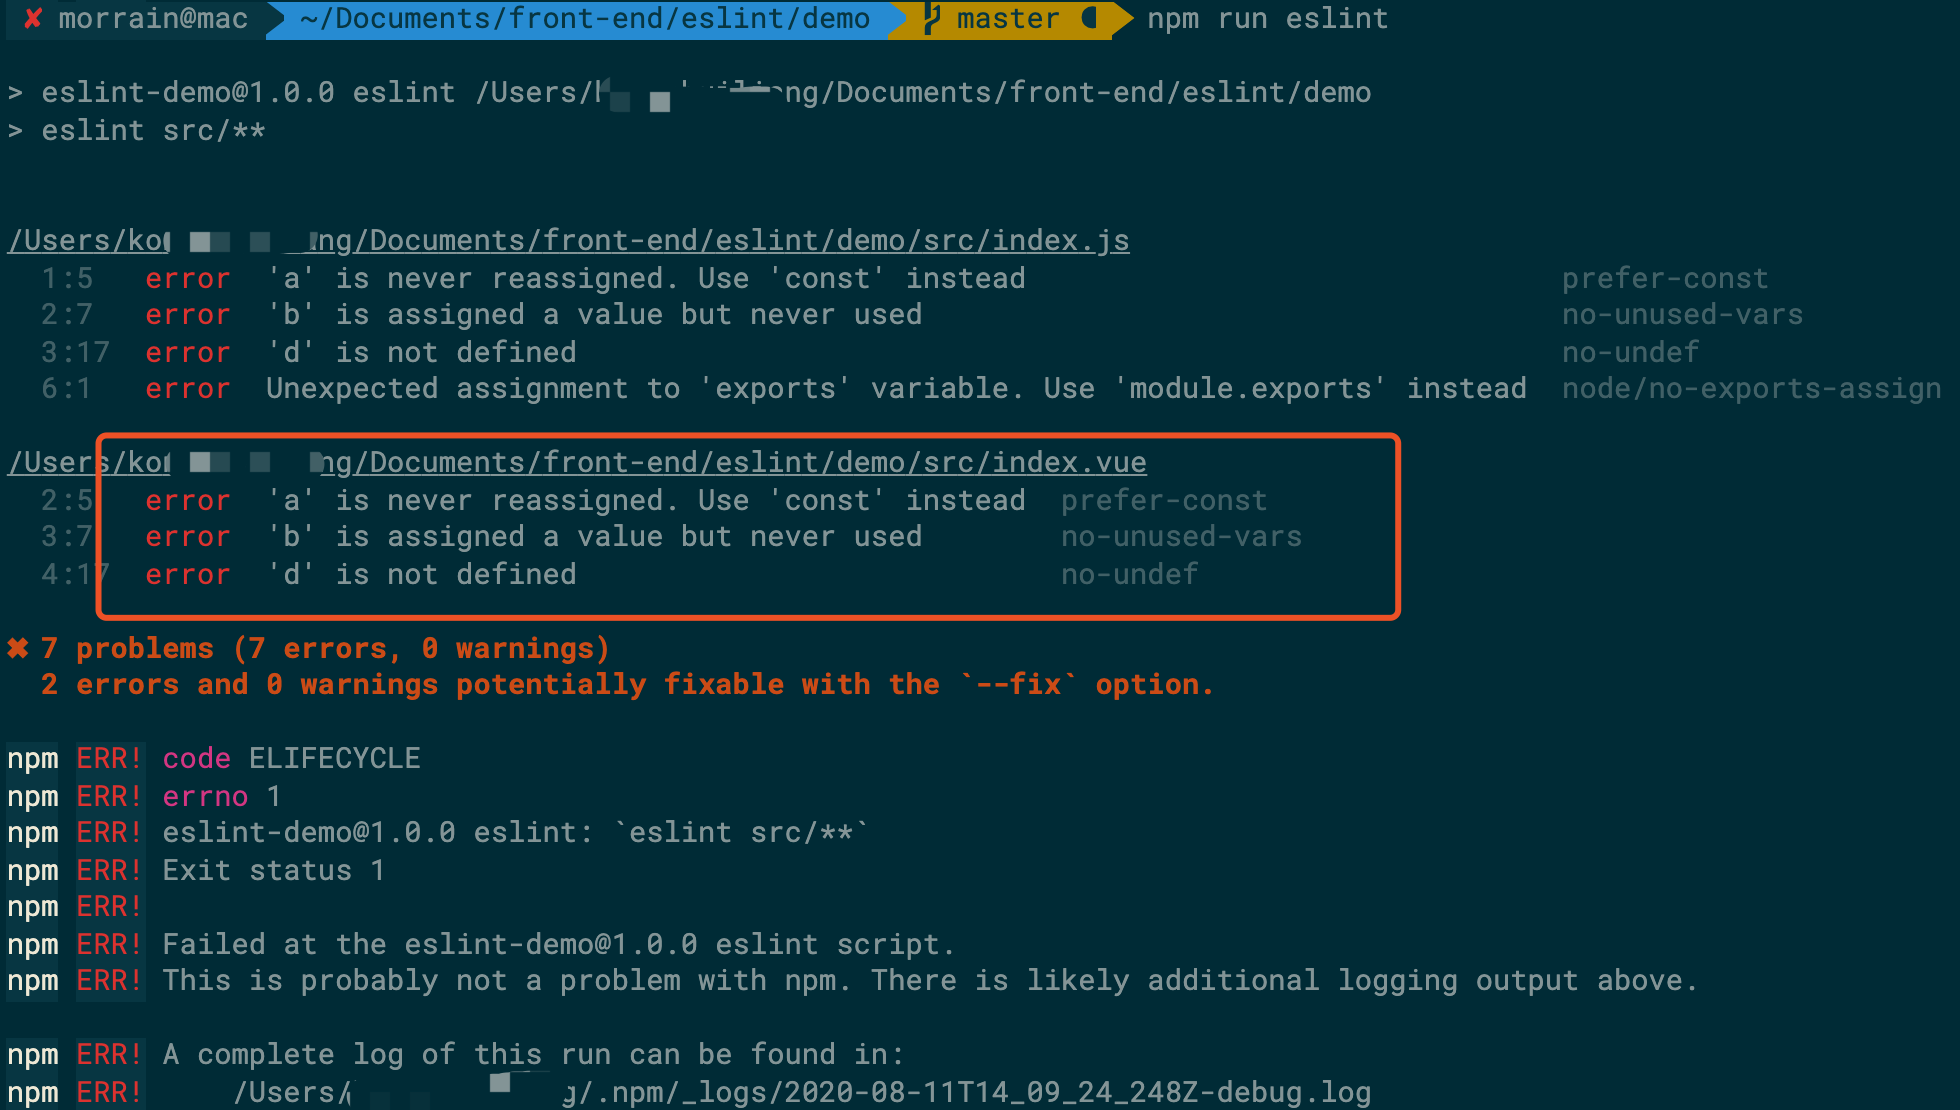 ✘ morrain@mac ~/Documents/front-end/eslint/demo master npm run eslint
> eslint-demo@1.0.0 eslint /Users/ ng/Documents/front-end/eslint/demo
> eslint src/**
/Users/ko ng/Documents/front-end/eslint/demo/src/index.js
1:5 error 'a' is never reassigned. Use 'const' instead prefer-const
2:7 error 'b' is assigned a value but never used no-unused-vars
3:17 error 'd' is not defined no-undef
6:1 error Unexpected assignment to 'exports' variable. Use 'module.exports' instead node/no-exports-assign
/Users/ko ng/Documents/front-end/eslint/demo/src/index.vue
2:5 error 'a' is never reassigned. Use 'const' instead prefer-const
3:7 error 'b' is assigned a value but never used no-unused-vars
4:17 error 'd' is not defined no-undef
✖ 7 problems (7 errors, 0 warnings)
2 errors and 0 warnings potentially fixable with the `--fix` option.
npm ERR! code ELIFECYCLE
npm ERR! errno 1
npm ERR! eslint-demo@1.0.0 eslint: `eslint src/**`
npm ERR! Exit status 1
npm ERR!
npm ERR! Failed at the eslint-demo@1.0.0 eslint script.
npm ERR! This is probably not a problem with npm. There is likely additional logging output above.
npm ERR! A complete log of this run can be found in:
npm ERR! /Users/ g/.npm/_logs/2020-08-11T14_09_24_248Z-debug.log